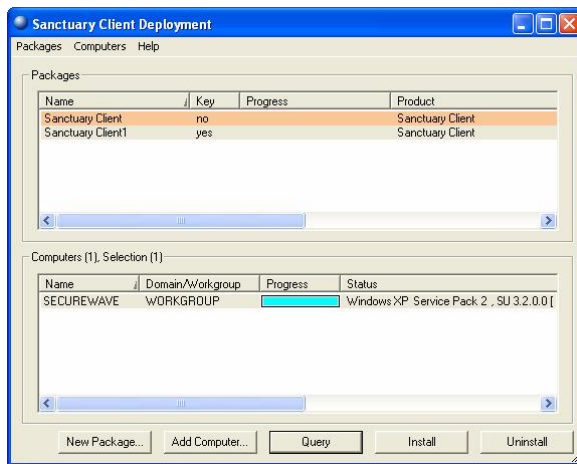 Sanctuary Client Deployment
Packages Computers Help
Packages
Name Key Progress Product
Sanctuary Client no Sanctuary Client
Sanctuary Client1 yes Sanctuary Client
Computers (1), Selection (1)
Name Domain/Workgroup Progress Status
SECUREWAVE WORKGROUP Windows XP Service Pack 2 , SU 3.2.0.0 [
New Package... Add Computer... Query Install Uninstall